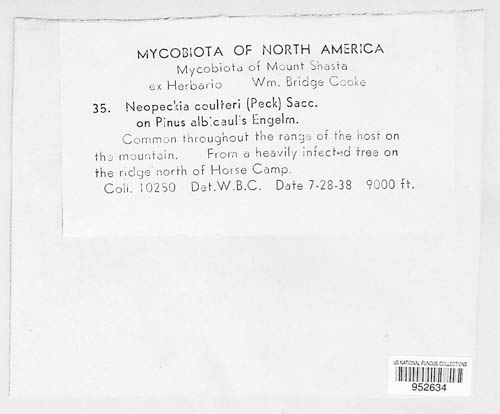 MYCOBIOTA OF NORTH AMERICA
Mycobiota of Mount Shasta
ex Herbario Wm. Bridge Cooke
35. Neopeckia coulteri (Peck) Sacc.
on Pinus albicaulis Engelm.
Common throughout the range of the host on
the mountain. From a heavily infected tree on
the ridge north of Horse Camp.
Coll. 10250 Det.W.B.C. Date 7-28-38 9000 ft.
US NATIONAL FUNGUS COLLECTIONS
952634